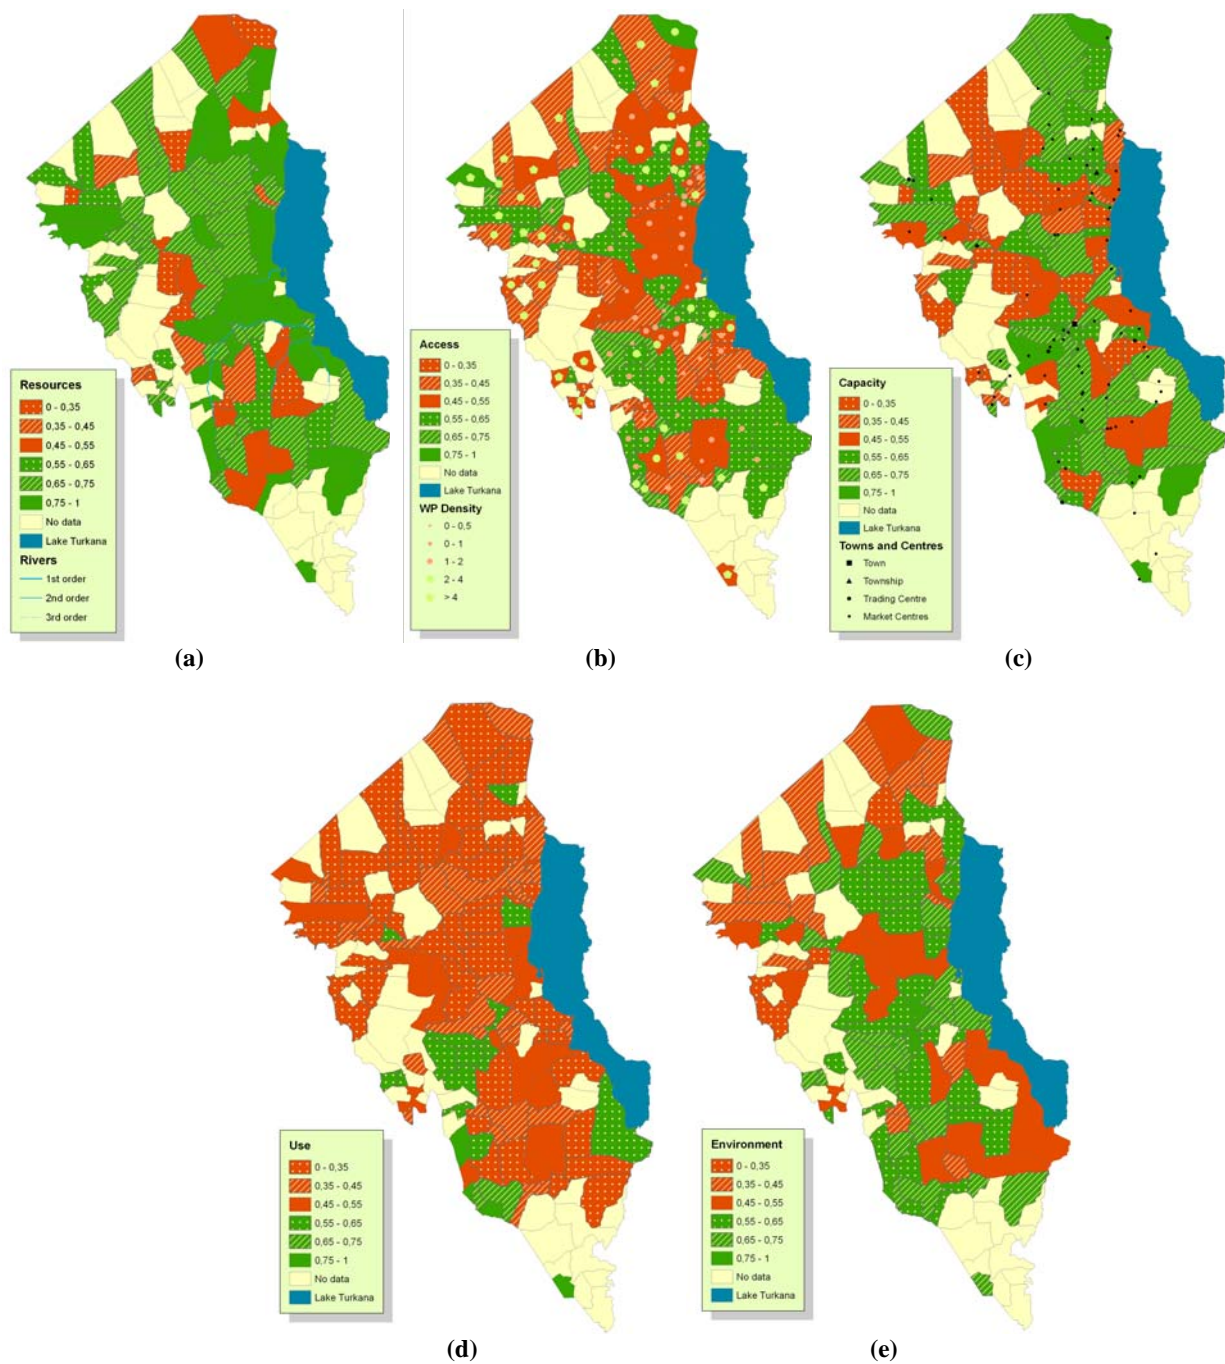 Resources
0 - 0,35
0,35 - 0,45
0,45 - 0,55
0,55 - 0,65
0,65 - 0,75
0,75 - 1
No data
Lake Turkana
Rivers
1st order
2nd order
3rd order
(a)
Access
0 - 0,35
0,35 - 0,45
0,45 - 0,55
0,55 - 0,65
0,65 - 0,75
0,75 - 1
No data
Lake Turkana
WP Density
0 - 0,5
0 - 1
1 - 2
2 - 4
> 4
(b)
Capacity
0 - 0,35
0,35 - 0,45
0,45 - 0,55
0,55 - 0,65
0,65 - 0,75
0,75 - 1
No data
Lake Turkana
Towns and Centres
Town
Township
Trading Centre
Market Centres
(c)
Use
0 - 0,35
0,35 - 0,45
0,45 - 0,55
0,55 - 0,65
0,65 - 0,75
0,75 - 1
No data
Lake Turkana
(d)
Environment
0 - 0,35
0,35 - 0,45
0,45 - 0,55
0,55 - 0,65
0,65 - 0,75
0,75 - 1
No data
Lake Turkana
(e)